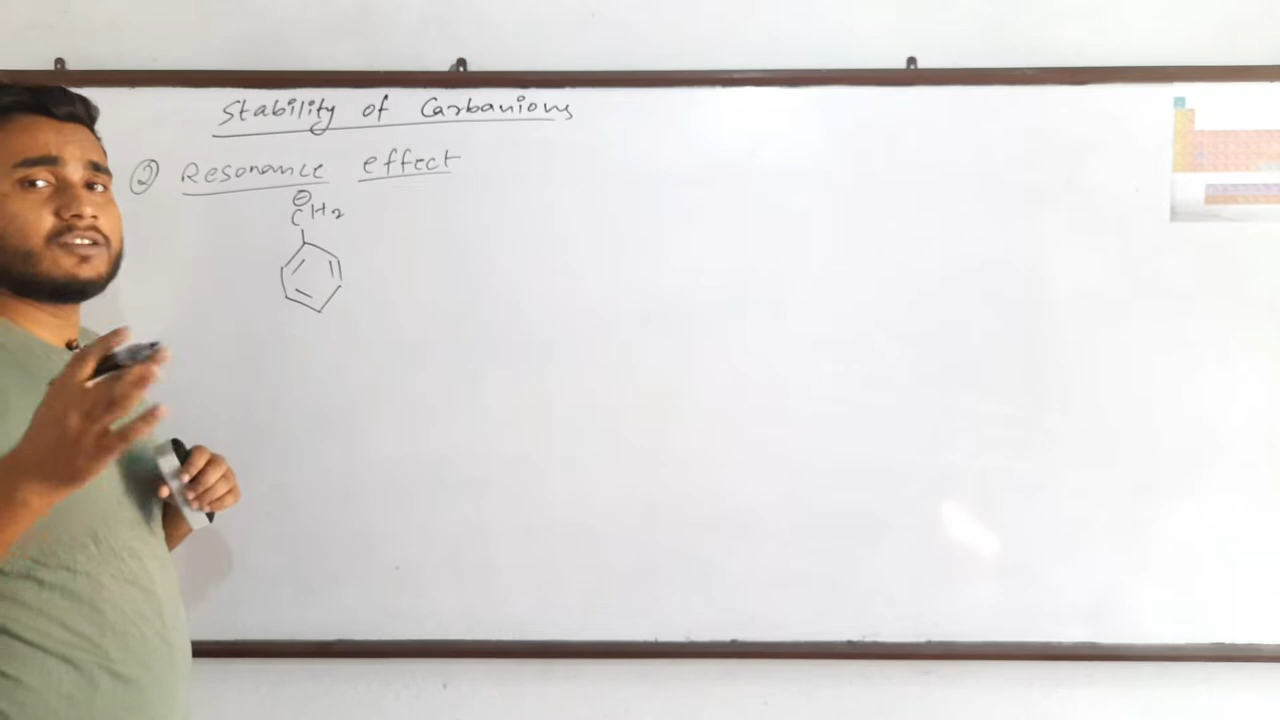 Stability of Carbanions
② Resonance effect
⊖
CH₂